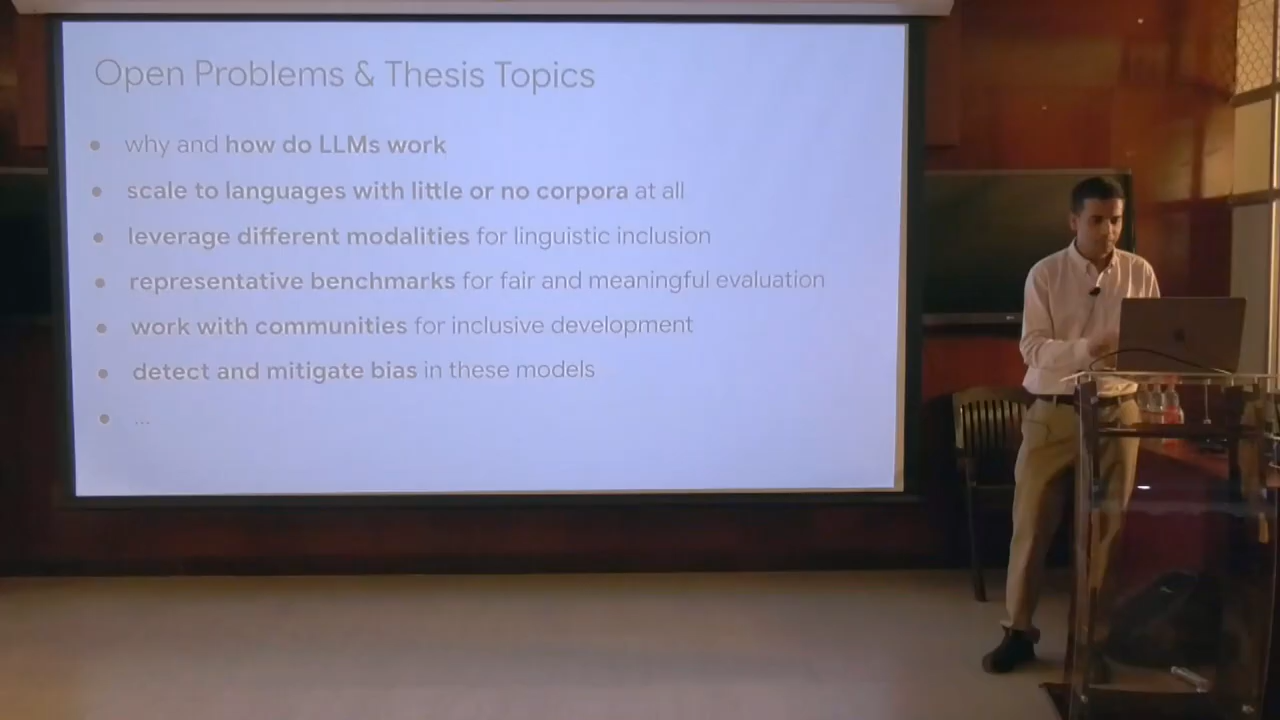 Open Problems & Thesis Topics
● why and how do LLMs work
● scale to languages with little or no corpora at all
● leverage different modalities for linguistic inclusion
● representative benchmarks for fair and meaningful evaluation
● work with communities for inclusive development
● detect and mitigate bias in these models
● ...